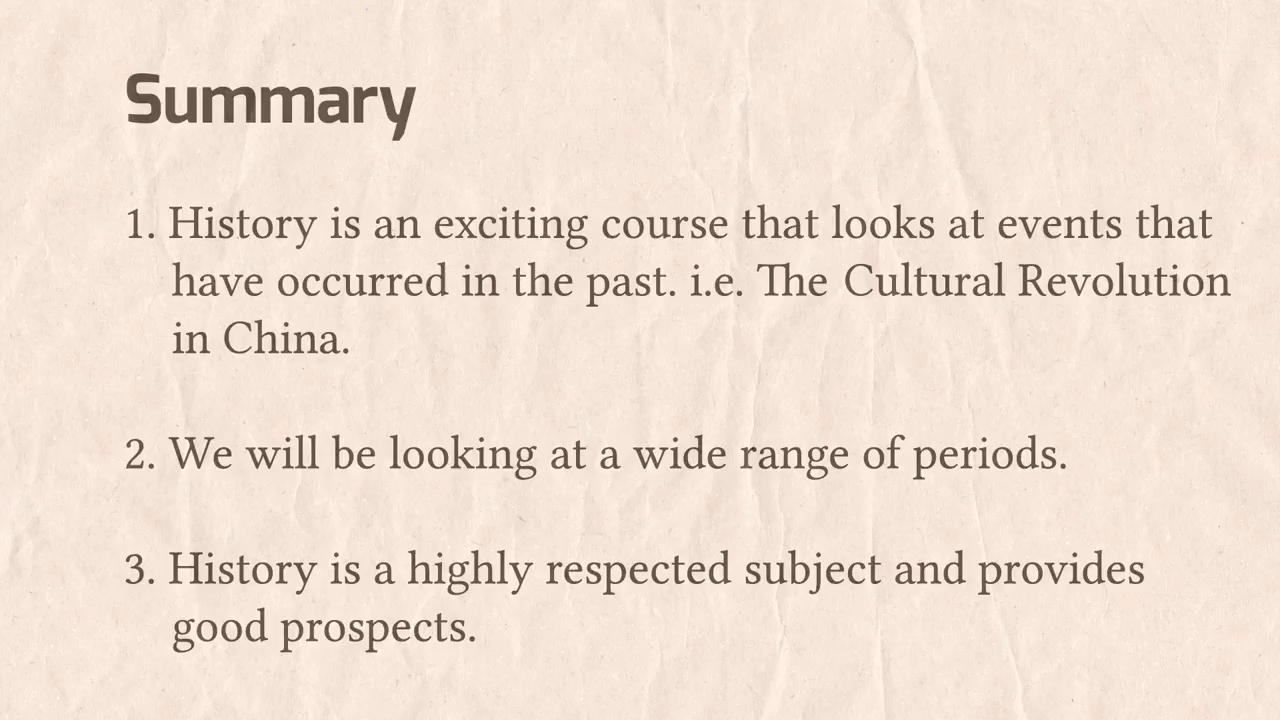 Summary
1. History is an exciting course that looks at events that
have occurred in the past. i.e. The Cultural Revolution
in China.
2. We will be looking at a wide range of periods.
3. History is a highly respected subject and provides
good prospects.